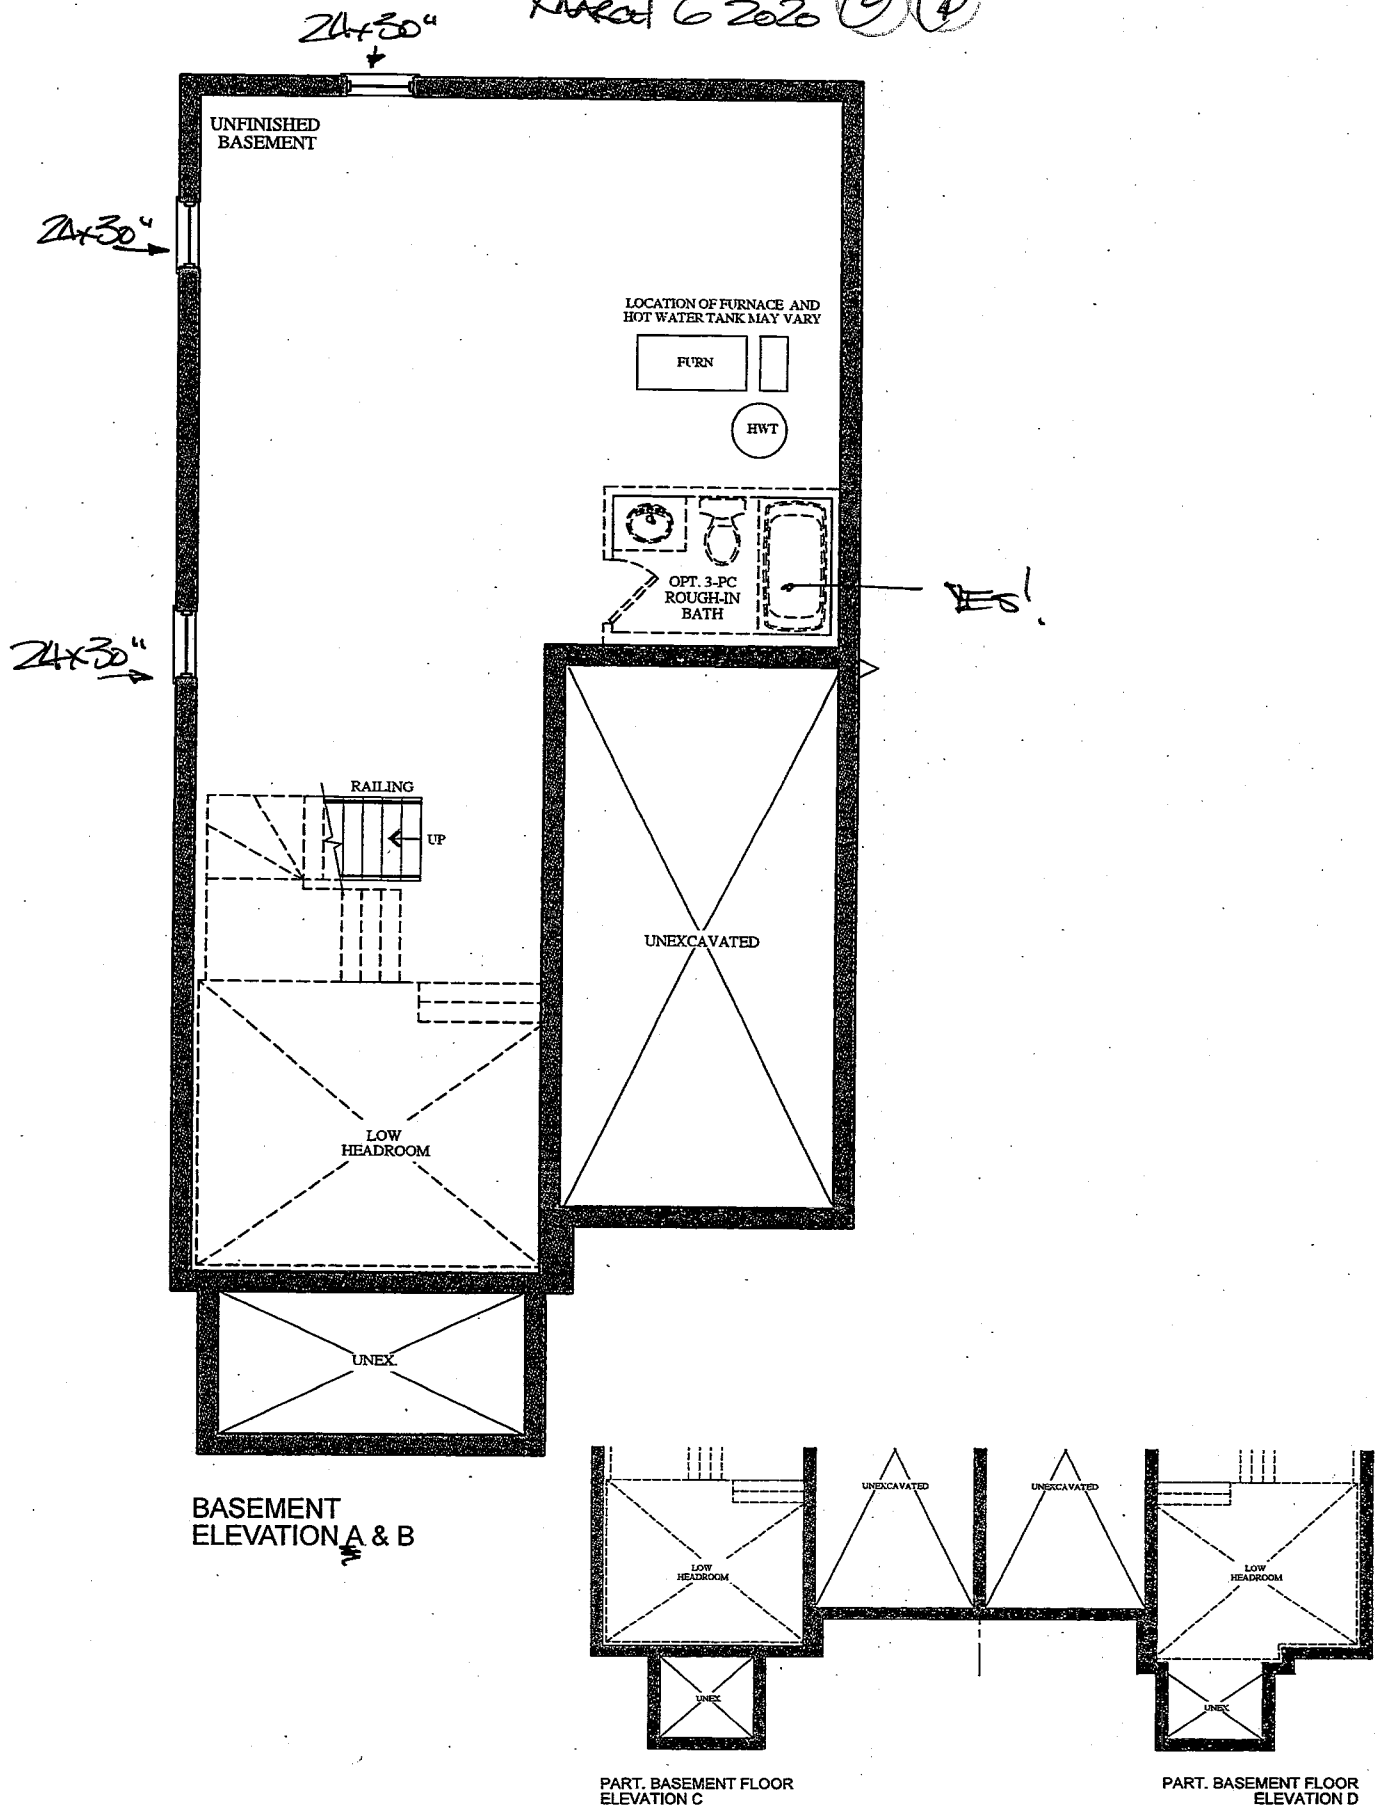 March 6 2020
24x30"
UNFINISHED
BASEMENT
24x30"
LOCATION OF FURNACE AND
HOT WATER TANK MAY VARY
FURN
HWT
OPT. 3-PC
ROUGH-IN
BATH
YES!
24x30"
RAILING
UP
UNEXCAVATED
LOW
HEADROOM
UNEX.
BASEMENT
ELEVATION A & B
UNEXCAVATED
UNEXCAVATED
LOW
HEADROOM
LOW
HEADROOM
UNEX.
UNEX.
PART. BASEMENT FLOOR
ELEVATION C
PART. BASEMENT FLOOR
ELEVATION D